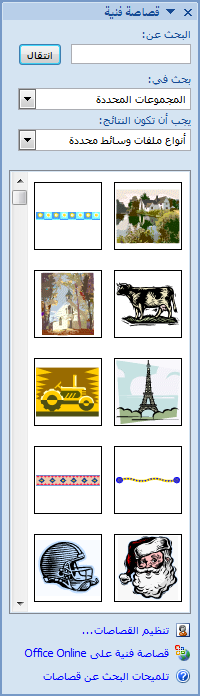 قصاصة فنية
البحث عن:
انتقال
بحث في:
المجموعات المحددة
يجب أن تكون النتائج:
أنواع ملفات وسائط محددة
تنظيم القصاصات...
قصاصة فنية على Office Online
تلميحات البحث عن قصاصات